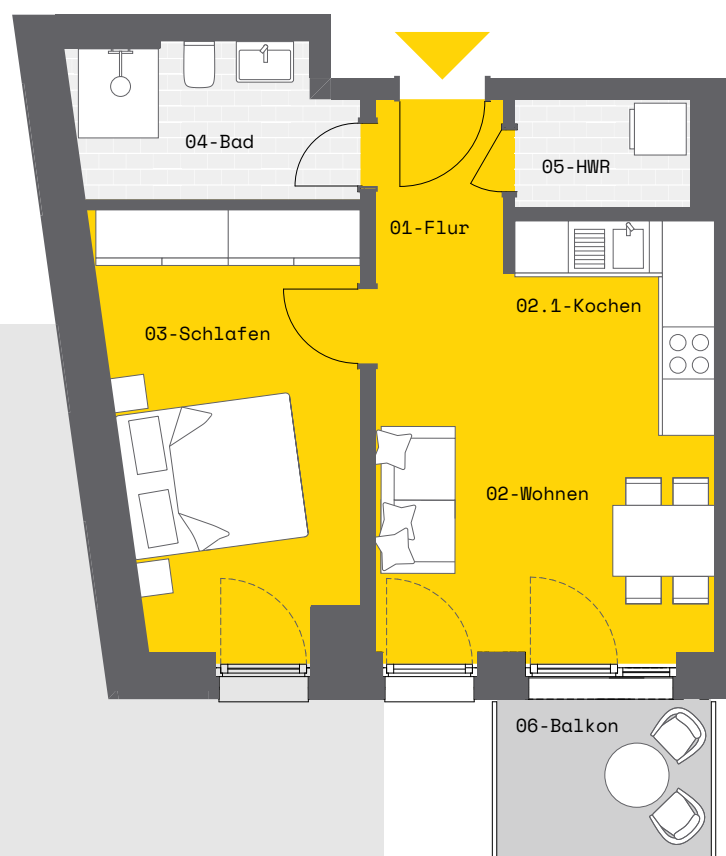 04-Bad
05-HWR
01-Flur
02.1-Kochen
03-Schlafen
02-Wohnen
06-Balkon